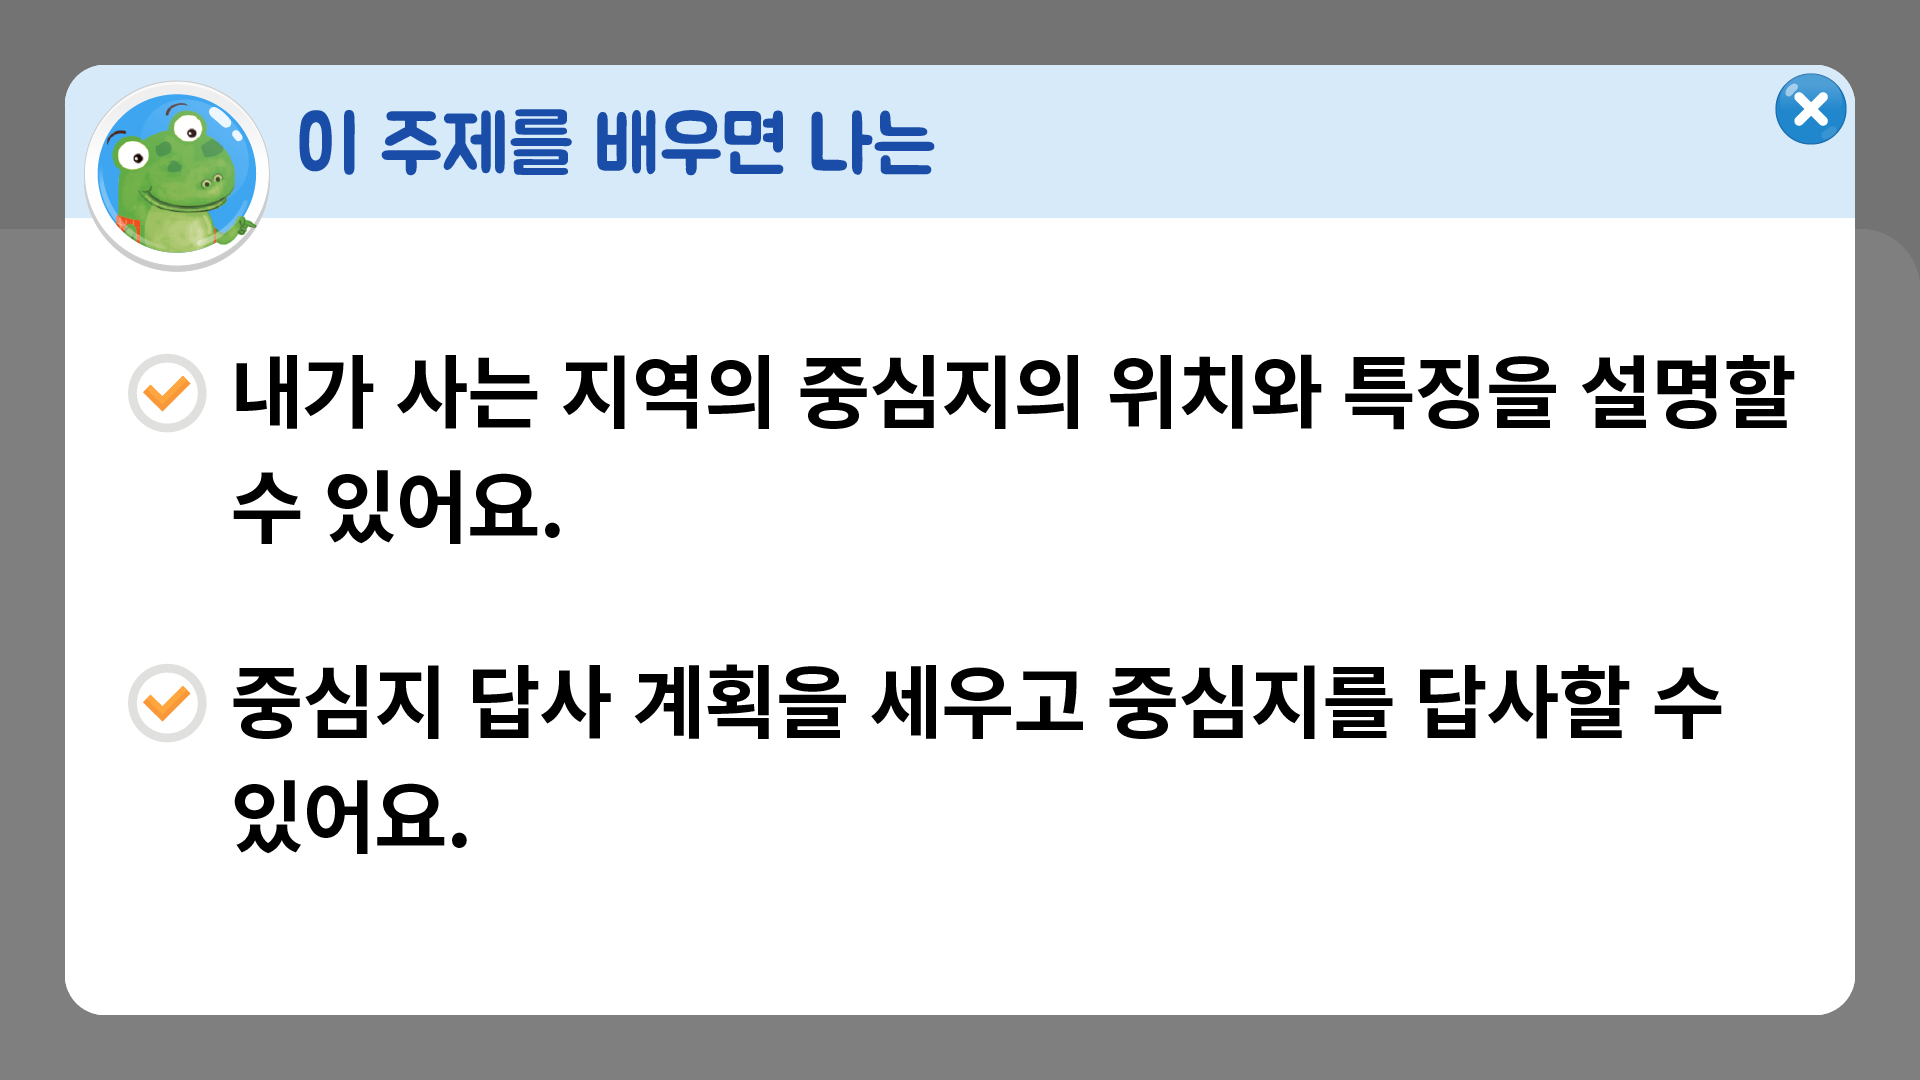 이 주제를 배우면 나는
내가 사는 지역의 중심지의 위치와 특징을 설명할
수 있어요.
중심지 답사 계획을 세우고 중심지를 답사할 수
있어요.